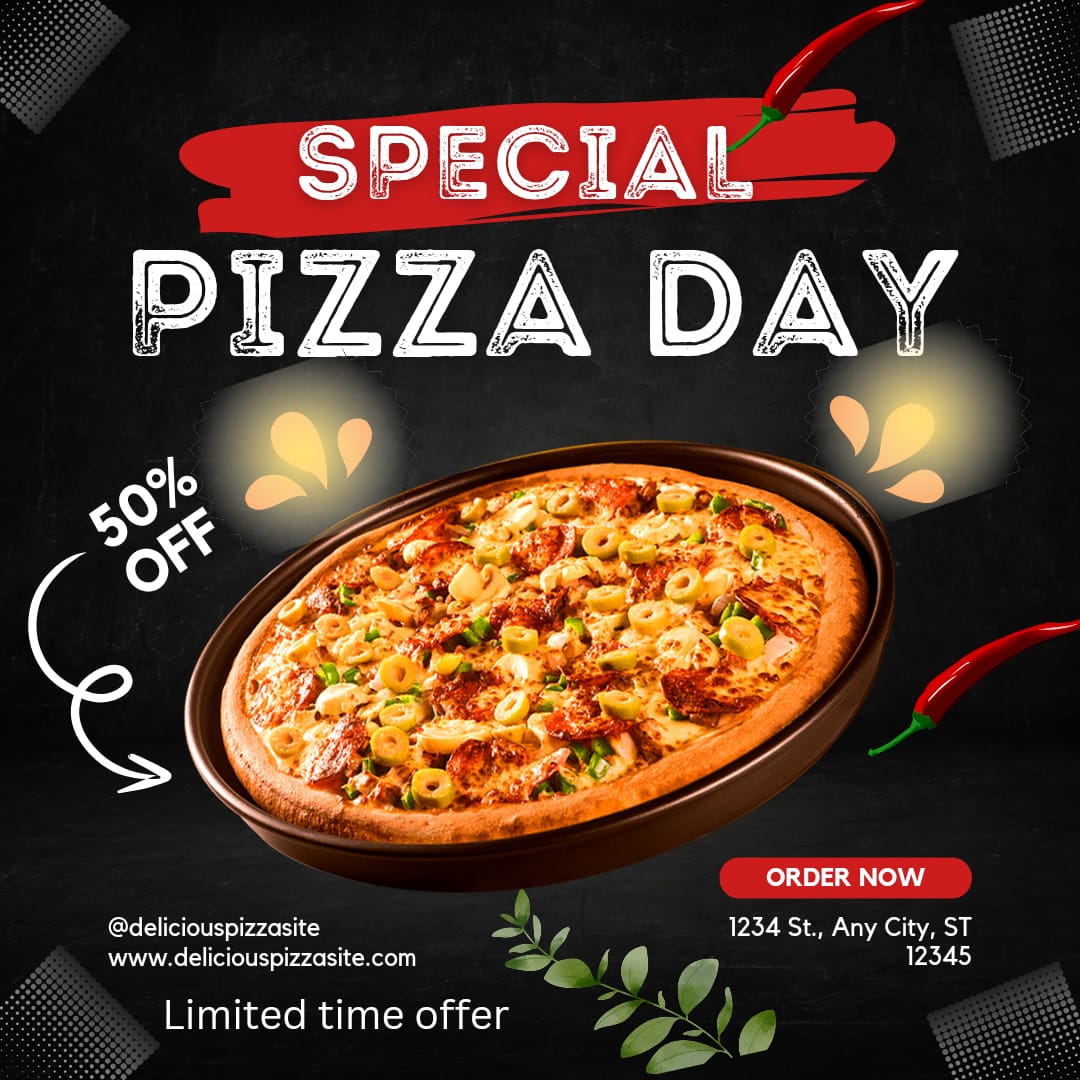 SPECIAL
PIZZA DAY
50%
OFF
ORDER NOW
@deliciouspizzasite
www.deliciouspizzasite.com
1234 St., Any City, ST
12345
Limited time offer